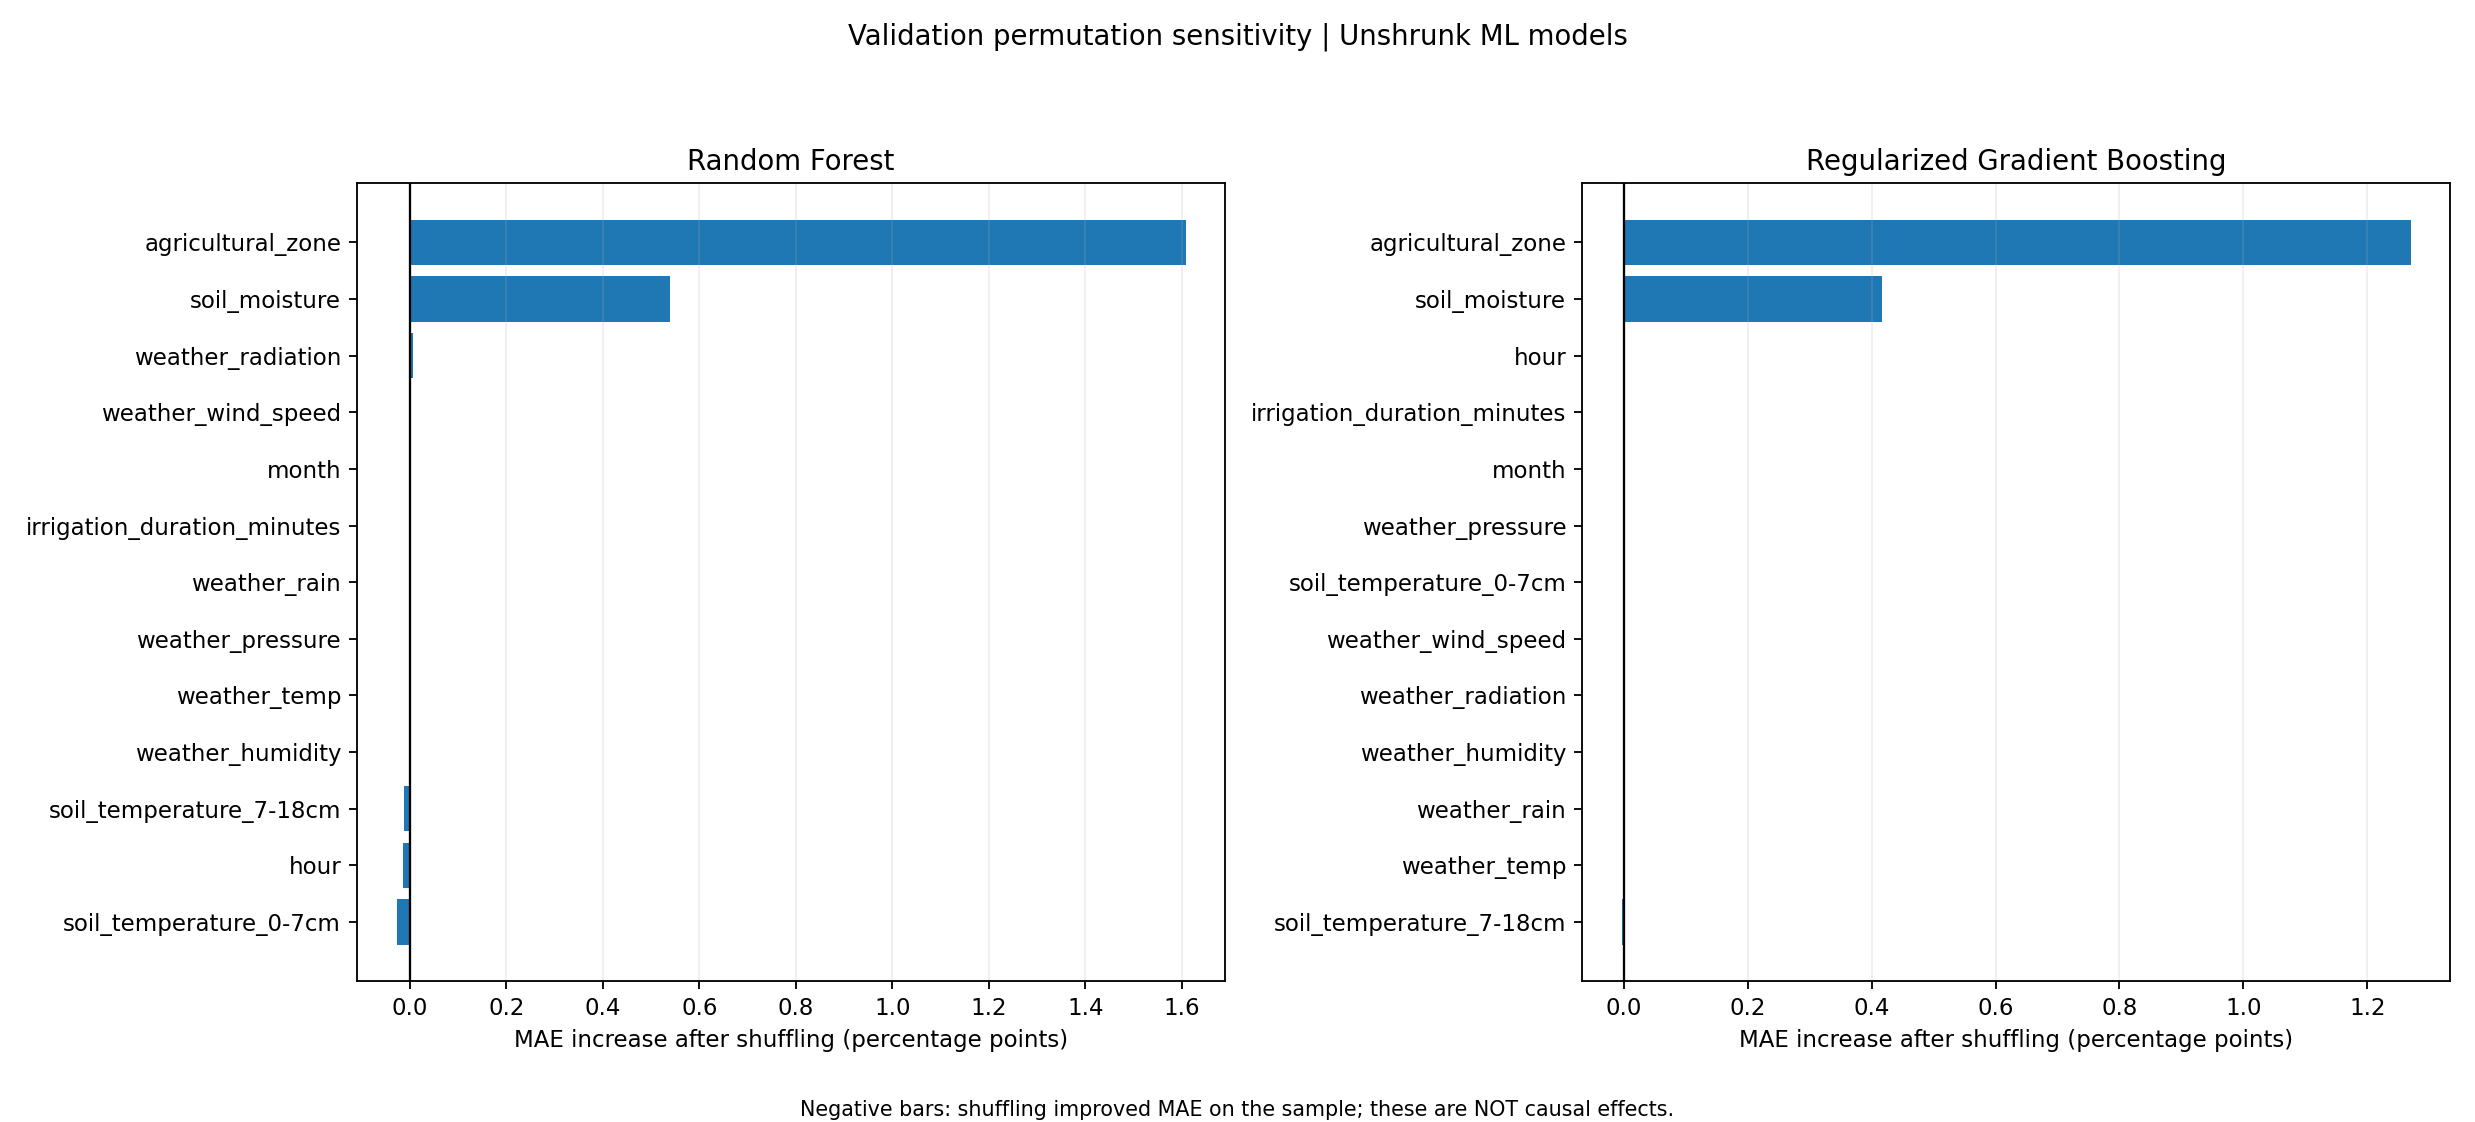 Validation permutation sensitivity | Unshrunk ML models
Random Forest
agricultural_zone
soil_moisture
weather_radiation
weather_wind_speed
month
irrigation_duration_minutes
weather_rain
weather_pressure
weather_temp
weather_humidity
soil_temperature_7-18cm
hour
soil_temperature_0-7cm
0.0 0.2 0.4 0.6 0.8 1.0 1.2 1.4 1.6
MAE increase after shuffling (percentage points)
Regularized Gradient Boosting
agricultural_zone
soil_moisture
hour
irrigation_duration_minutes
month
weather_pressure
soil_temperature_0-7cm
weather_wind_speed
weather_radiation
weather_humidity
weather_rain
weather_temp
soil_temperature_7-18cm
0.0 0.2 0.4 0.6 0.8 1.0 1.2
MAE increase after shuffling (percentage points)
Negative bars: shuffling improved MAE on the sample; these are NOT causal effects.